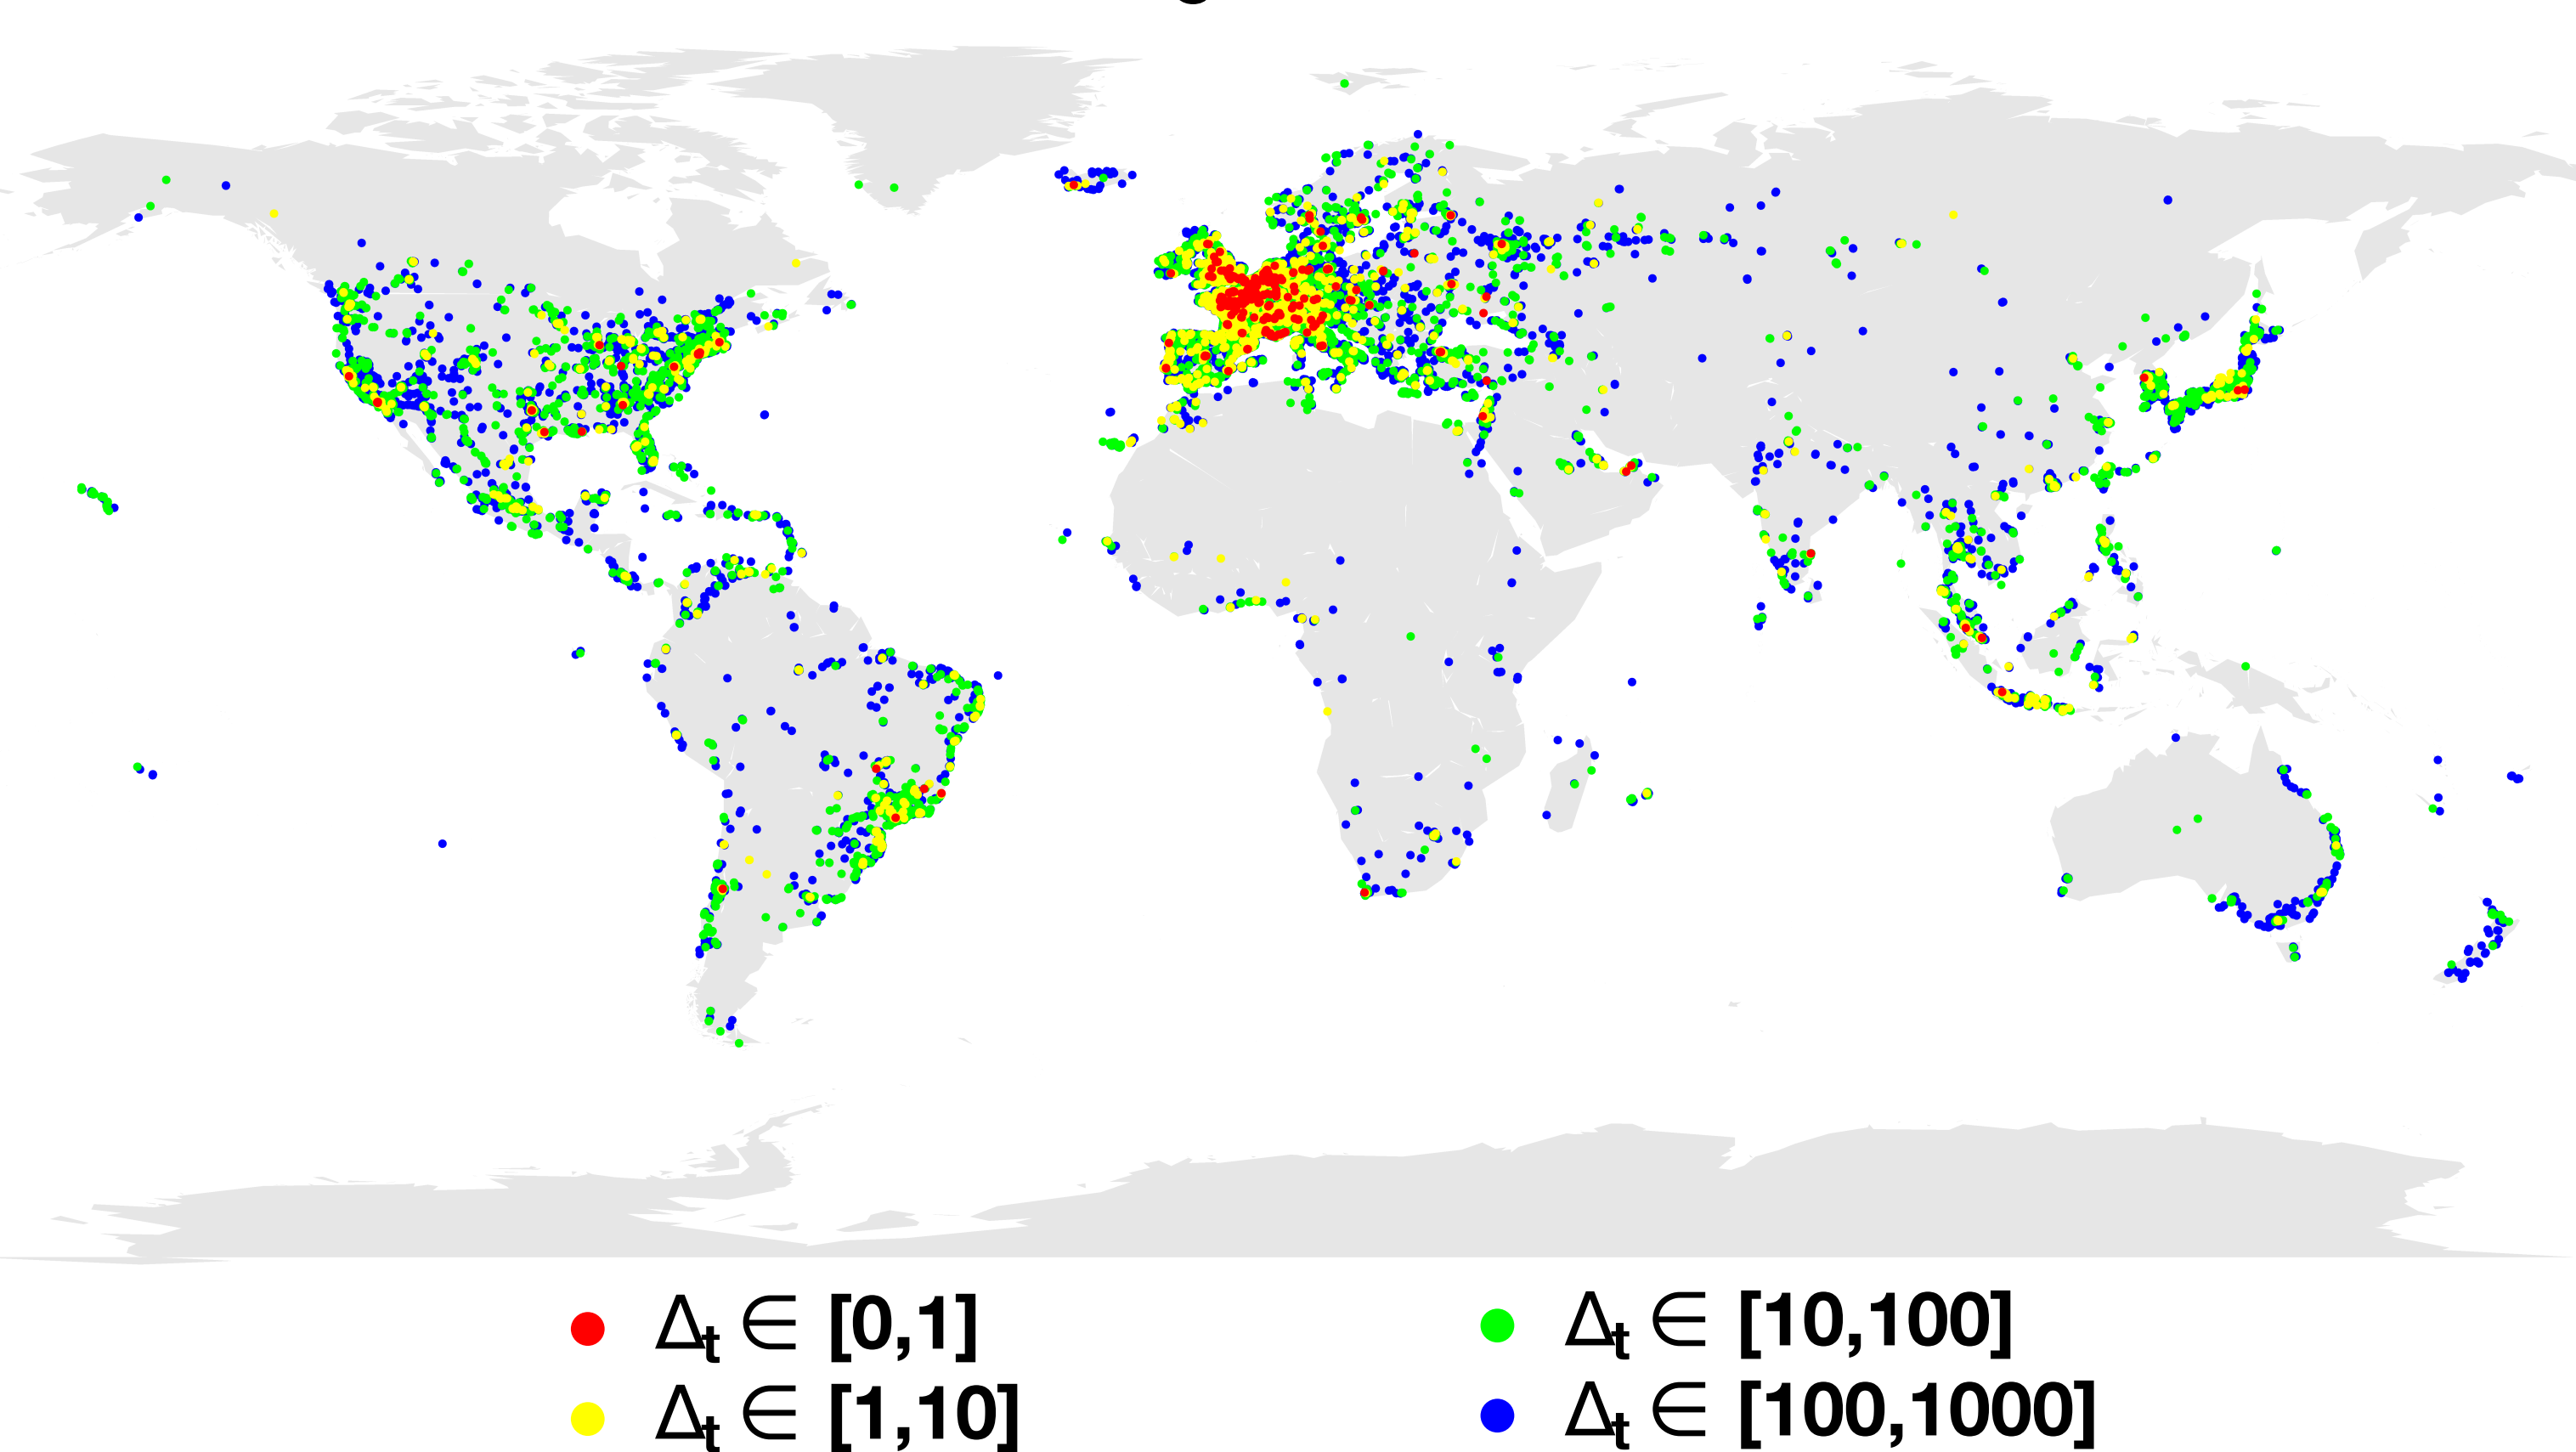 Δt ∈ [0,1]
Δt ∈ [10,100]
Δt ∈ [1,10]
Δt ∈ [100,1000]